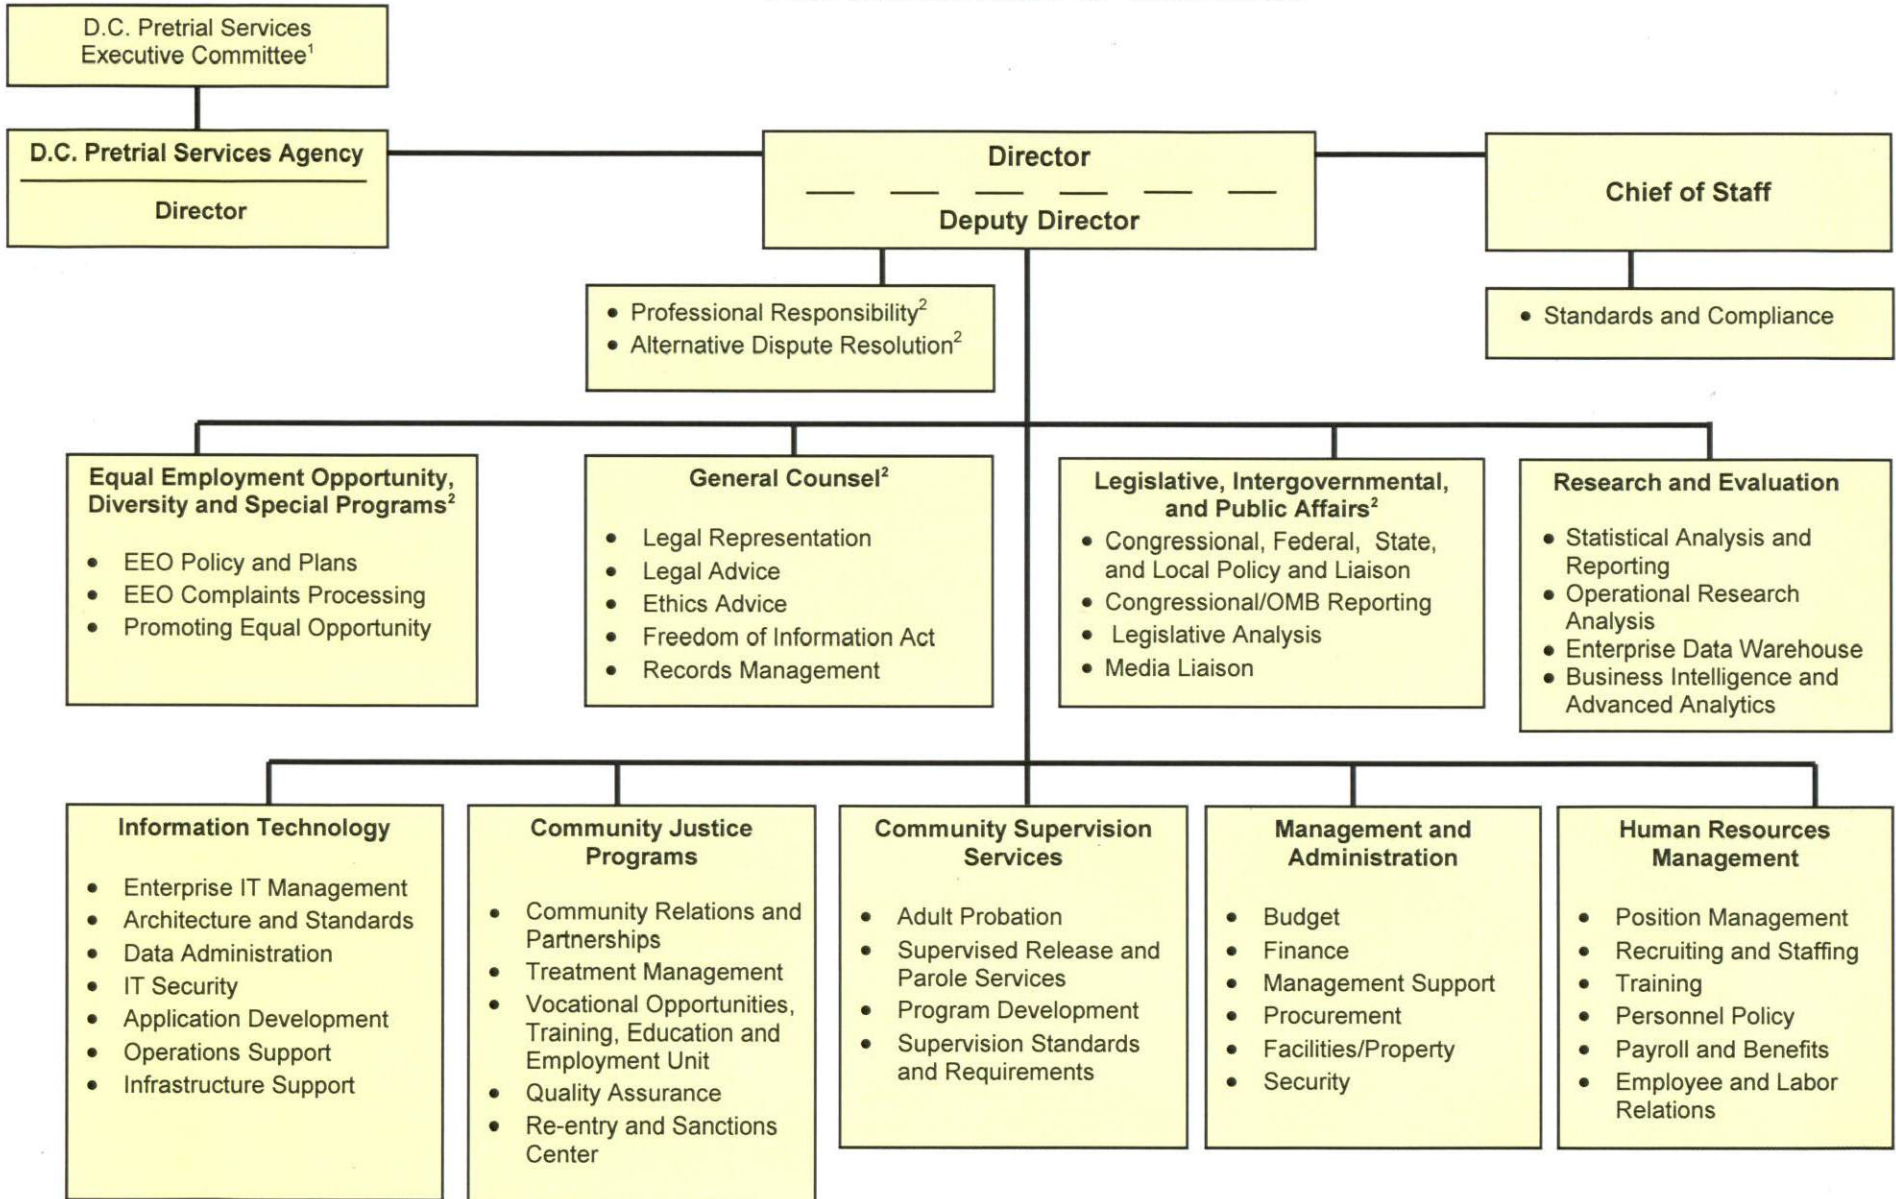 D.C. Pretrial Services
Executive Committee¹
D.C. Pretrial Services Agency
Director
Director
Deputy Director
Chief of Staff
• Professional Responsibility²
• Alternative Dispute Resolution²
• Standards and Compliance
Equal Employment Opportunity,
Diversity and Special Programs²
• EEO Policy and Plans
• EEO Complaints Processing
• Promoting Equal Opportunity
General Counsel²
• Legal Representation
• Legal Advice
• Ethics Advice
• Freedom of Information Act
• Records Management
Legislative, Intergovernmental,
and Public Affairs²
• Congressional, Federal, State,
and Local Policy and Liaison
• Congressional/OMB Reporting
• Legislative Analysis
• Media Liaison
Research and Evaluation
• Statistical Analysis and
Reporting
• Operational Research
Analysis
• Enterprise Data Warehouse
• Business Intelligence and
Advanced Analytics
Information Technology
• Enterprise IT Management
• Architecture and Standards
• Data Administration
• IT Security
• Application Development
• Operations Support
• Infrastructure Support
Community Justice
Programs
• Community Relations and
Partnerships
• Treatment Management
• Vocational Opportunities,
Training, Education and
Employment Unit
• Quality Assurance
• Re-entry and Sanctions
Center
Community Supervision
Services
• Adult Probation
• Supervised Release and
Parole Services
• Program Development
• Supervision Standards
and Requirements
Management and
Administration
• Budget
• Finance
• Management Support
• Procurement
• Facilities/Property
• Security
Human Resources
Management
• Position Management
• Recruiting and Staffing
• Training
• Personnel Policy
• Payroll and Benefits
• Employee and Labor
Relations